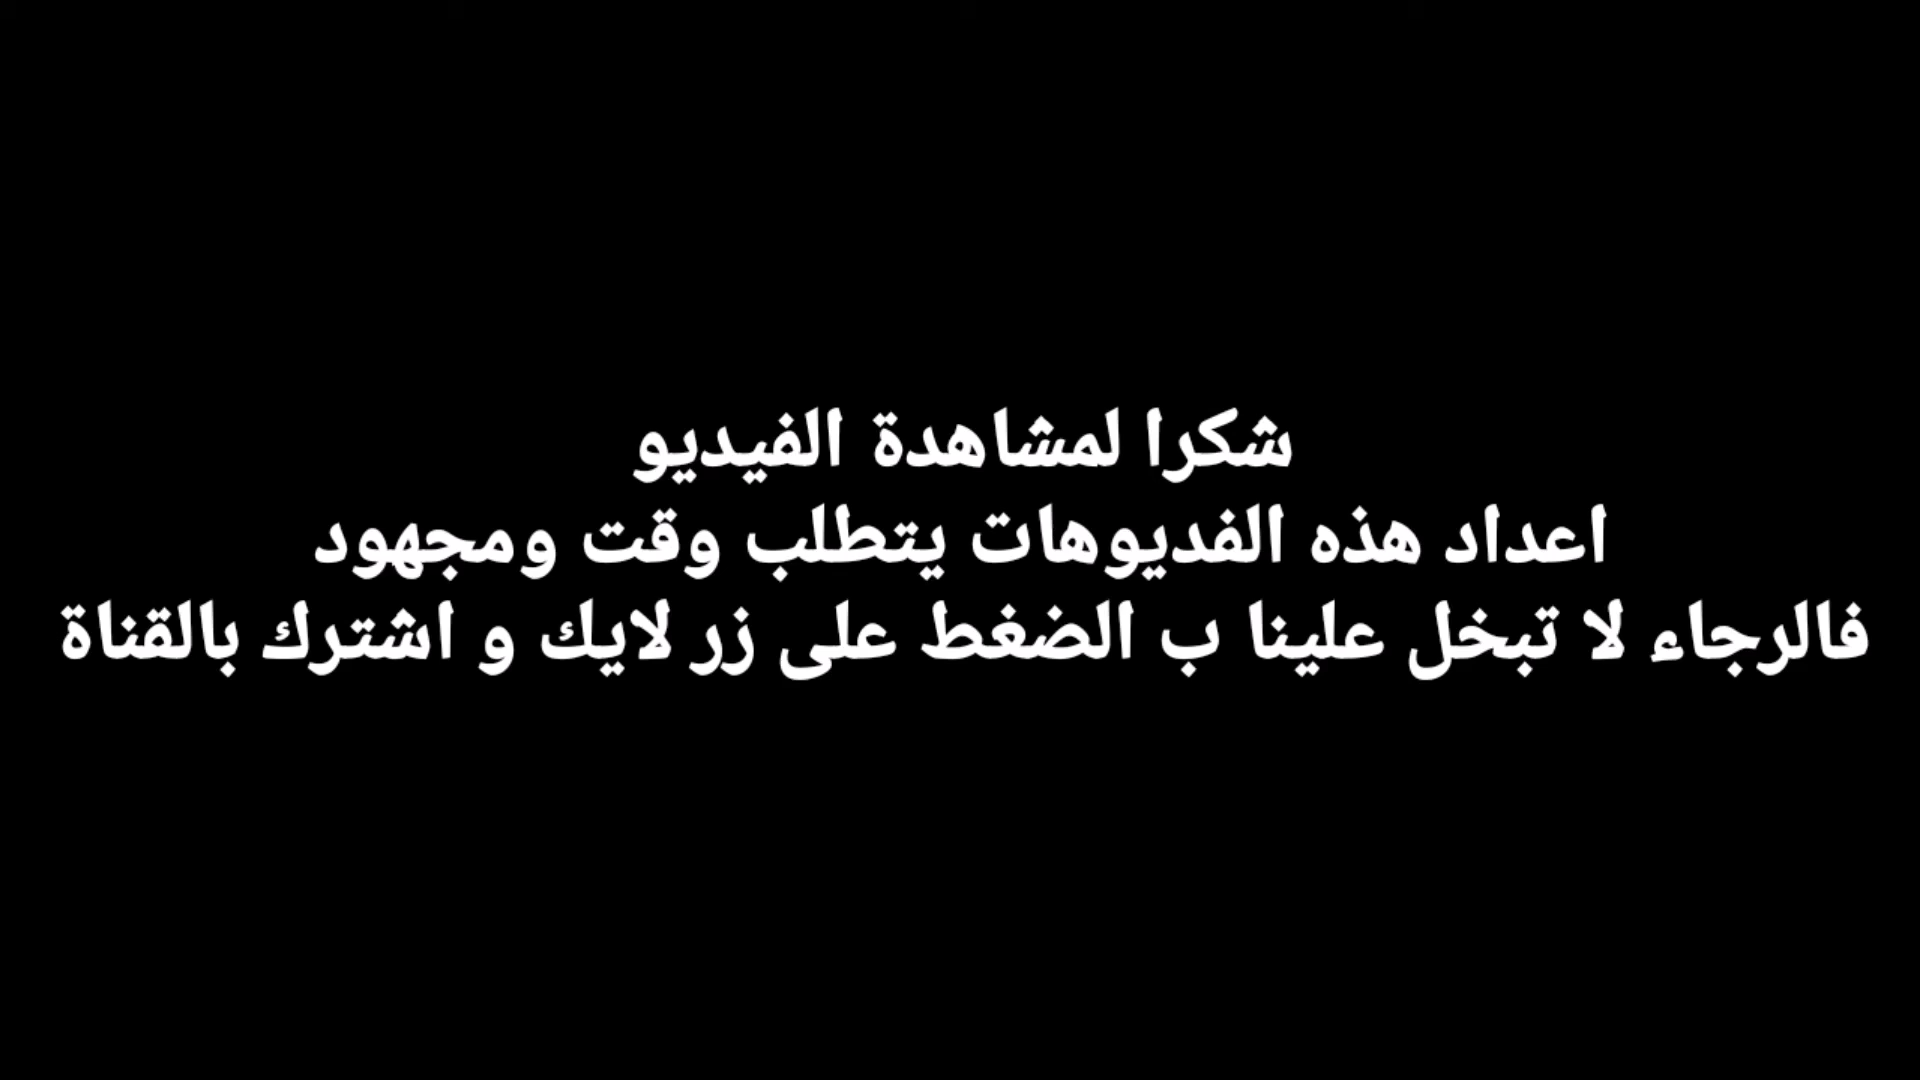 شكرا لمشاهدة الفيديو
اعداد هذه الفديوهات يتطلب وقت ومجهود
فالرجاء لا تبخل علينا ب الضغط على زر لايك و اشترك بالقناة